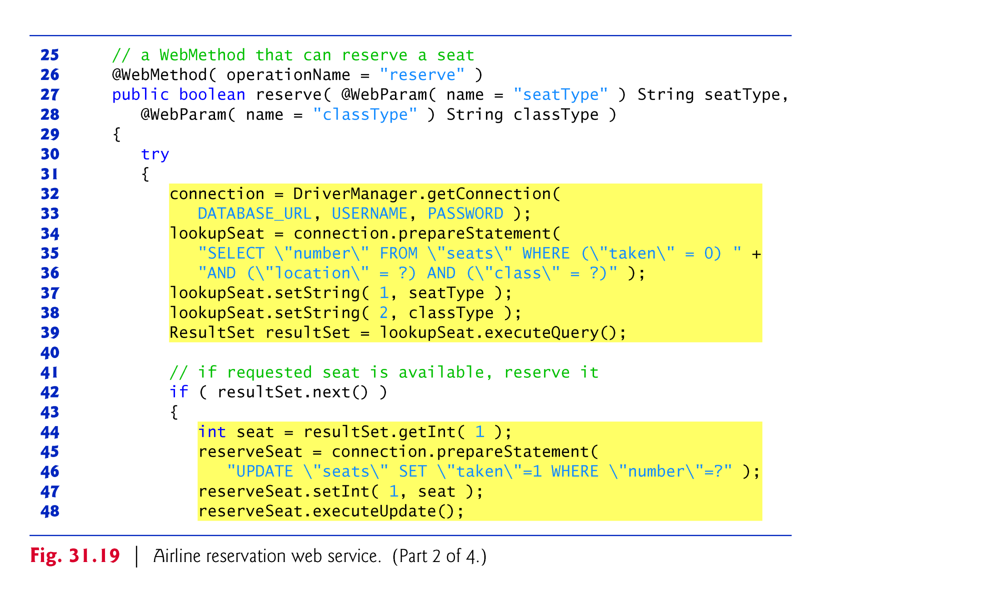 25 // a WebMethod that can reserve a seat
26 @WebMethod( operationName = "reserve" )
27 public boolean reserve( @WebParam( name = "seatType" ) String seatType,
28 @WebParam( name = "classType" ) String classType )
29 {
30 try
31 {
32 connection = DriverManager.getConnection(
33 DATABASE_URL, USERNAME, PASSWORD );
34 lookupSeat = connection.prepareStatement(
35 "SELECT \"number\" FROM \"seats\" WHERE (\"taken\" = 0) " +
36 "AND (\"location\" = ?) AND (\"class\" = ?)" );
37 lookupSeat.setString( 1, seatType );
38 lookupSeat.setString( 2, classType );
39 ResultSet resultSet = lookupSeat.executeQuery();
40
41 // if requested seat is available, reserve it
42 if ( resultSet.next() )
43 {
44 int seat = resultSet.getInt( 1 );
45 reserveSeat = connection.prepareStatement(
46 "UPDATE \"seats\" SET \"taken\"=1 WHERE \"number\"=?" );
47 reserveSeat.setInt( 1, seat );
48 reserveSeat.executeUpdate();
Fig. 31.19 | Airline reservation web service. (Part 2 of 4.)